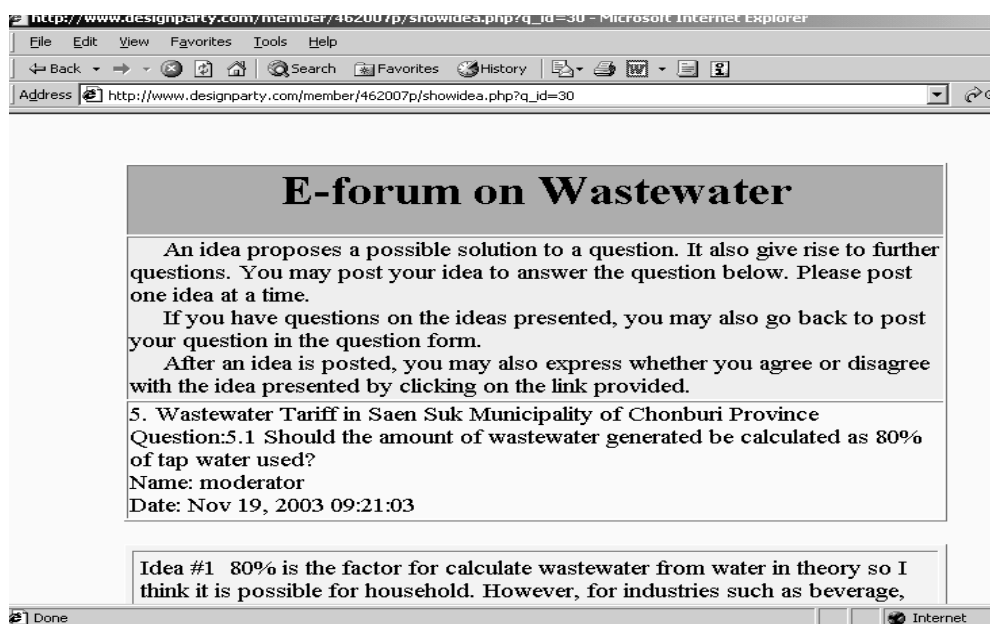 http://www.designparty.com/member/462007p/showidea.php?q_id=30 - Microsoft Internet Explorer
File Edit View Favorites Tools Help
Back Search Favorites History
Address http://www.designparty.com/member/462007p/showidea.php?q_id=30
E-forum on Wastewater
An idea proposes a possible solution to a question. It also give rise to further
questions. You may post your idea to answer the question below. Please post
one idea at a time.
If you have questions on the ideas presented, you may also go back to post
your question in the question form.
After an idea is posted, you may also express whether you agree or disagree
with the idea presented by clicking on the link provided.
5. Wastewater Tariff in Saen Suk Municipality of Chonburi Province
Question:5.1 Should the amount of wastewater generated be calculated as 80%
of tap water used?
Name: moderator
Date: Nov 19, 2003 09:21:03
Idea #1 80% is the factor for calculate wastewater from water in theory so I
think it is possible for household. However, for industries such as beverage,
Done Internet